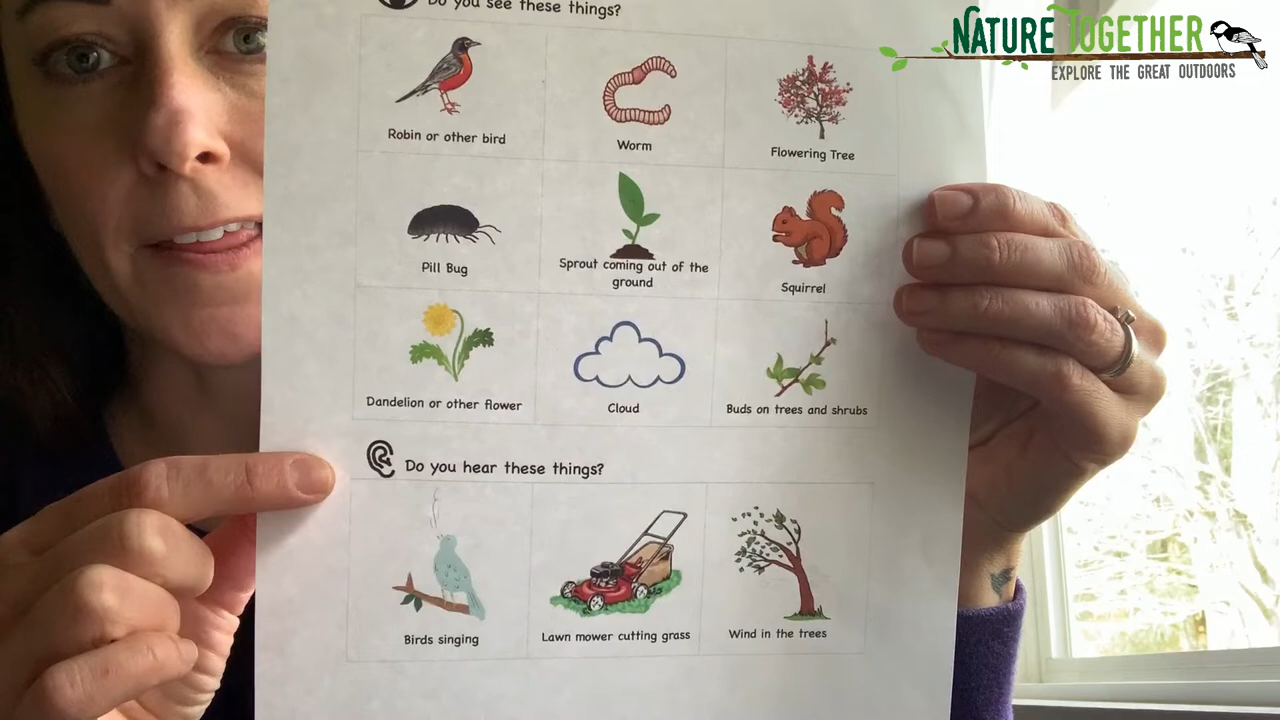 Do you see these things?
NATURE TOGETHER
EXPLORE THE GREAT OUTDOORS
Robin or other bird
Worm
Flowering Tree
Pill Bug
Sprout coming out of the
ground
Squirrel
Dandelion or other flower
Cloud
Buds on trees and shrubs
Do you hear these things?
Birds singing
Lawn mower cutting grass
Wind in the trees